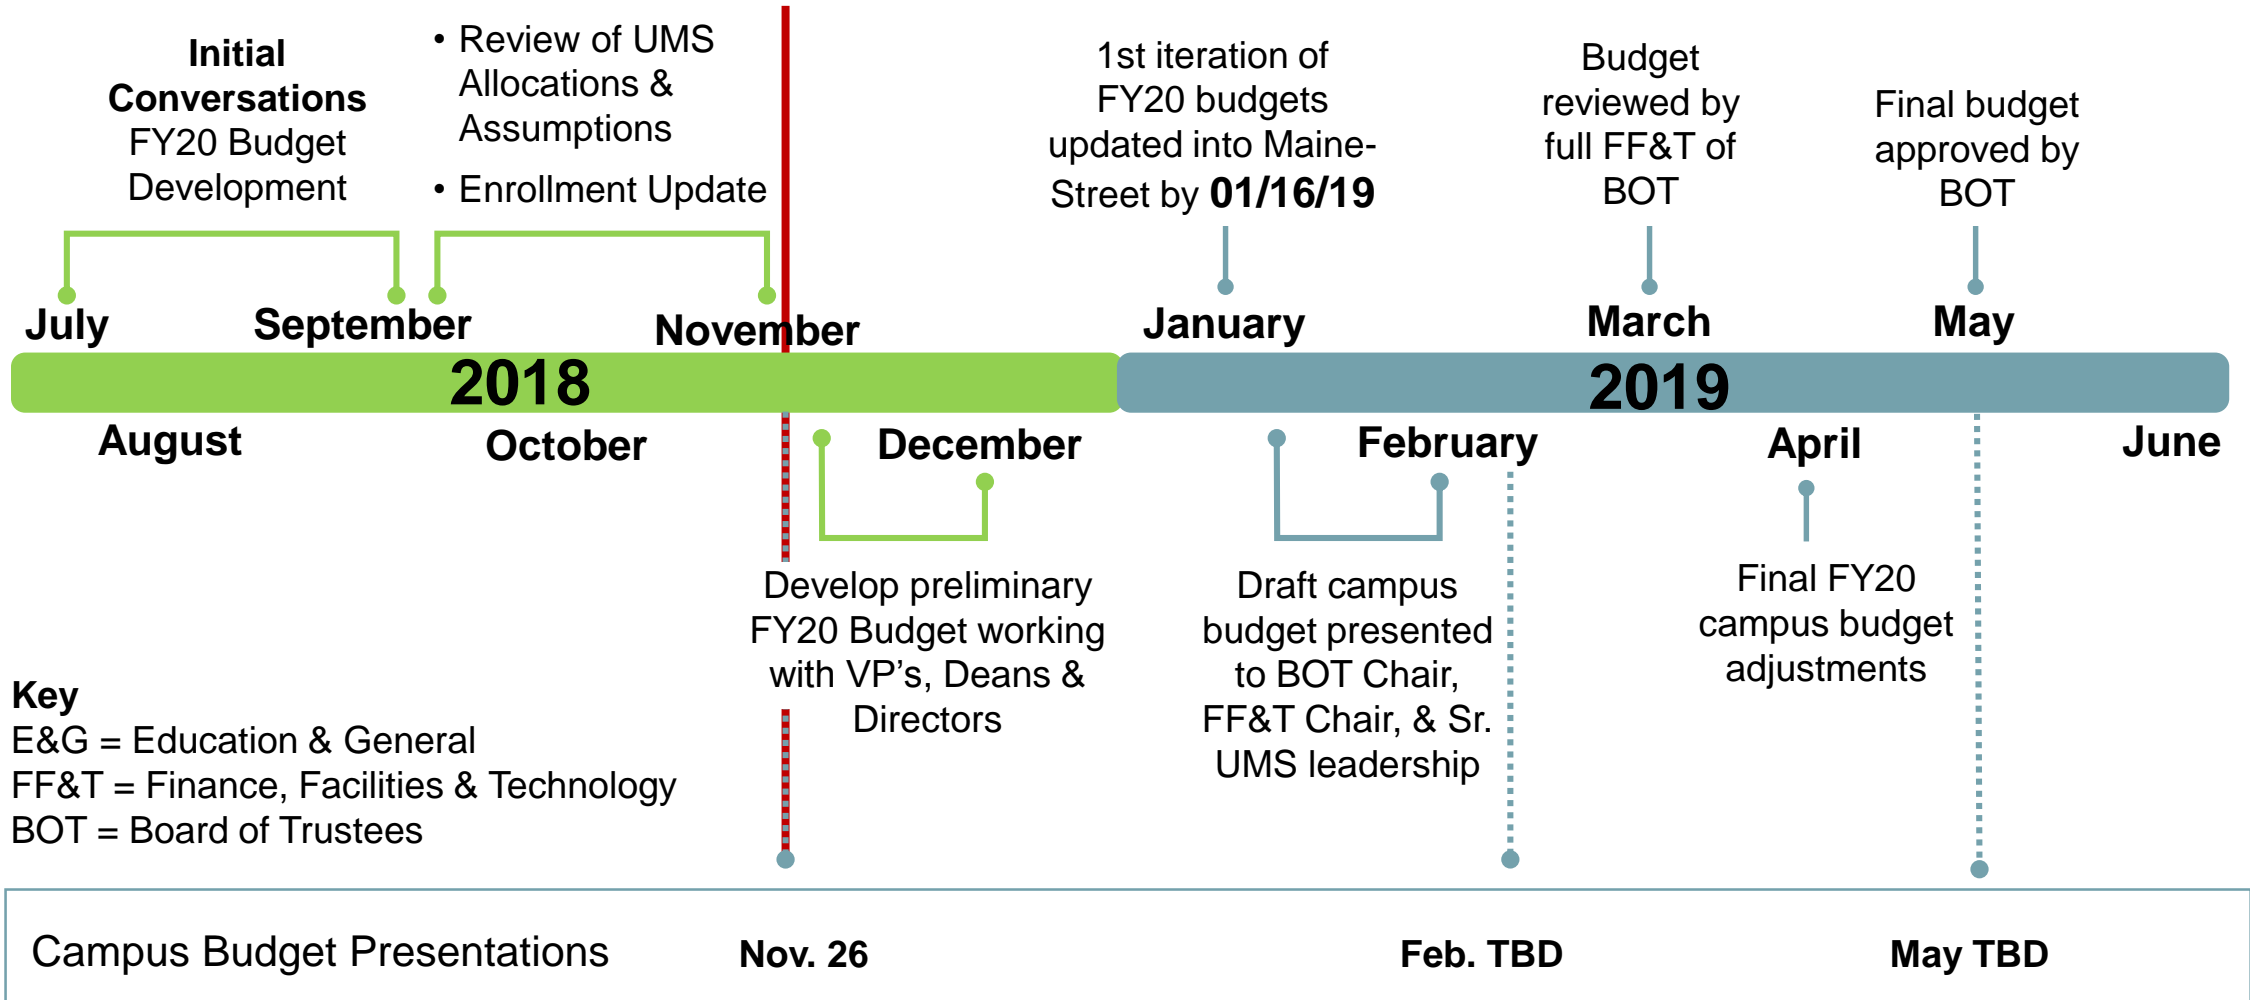 Initial
Conversations
FY20 Budget
Development
• Review of UMS
Allocations &
Assumptions
• Enrollment Update
1st iteration of
FY20 budgets
updated into Maine-
Street by 01/16/19
Budget
reviewed by
full FF&T of
BOT
Final budget
approved by
BOT
July
September
November
January
March
May
2018
2019
August
October
December
February
April
June
Develop preliminary
FY20 Budget working
with VP’s, Deans &
Directors
Draft campus
budget presented
to BOT Chair,
FF&T Chair, & Sr.
UMS leadership
Final FY20
campus budget
adjustments
Key
E&G = Education & General
FF&T = Finance, Facilities & Technology
BOT = Board of Trustees
Campus Budget Presentations
Nov. 26
Feb. TBD
May TBD